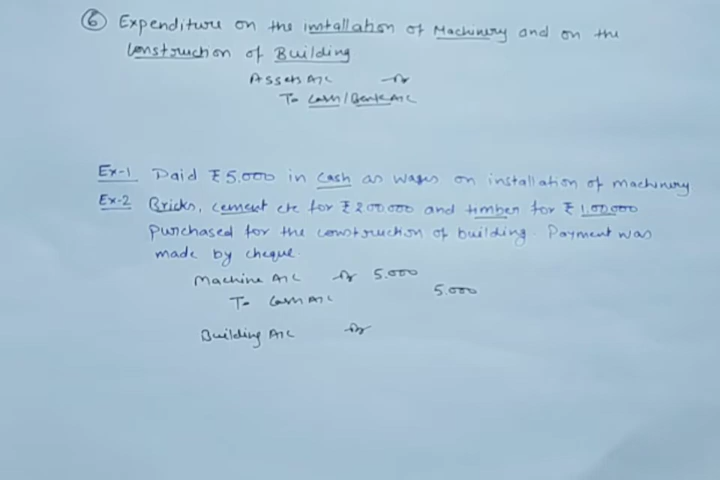 ⑥ Expenditure on the installation of Machinery and on the
Construction of Building
Assets A/C Dr
To Cash/Bank A/C
Ex-1 Paid ₹5,000 in cash as wages on installation of machinery
Ex-2 Bricks, cement etc for ₹200000 and timber for ₹1,00,000
purchased for the construction of building. Payment was
made by cheque.
Machine A/C Dr 5,000
To Cash A/C 5,000
Building A/C Dr